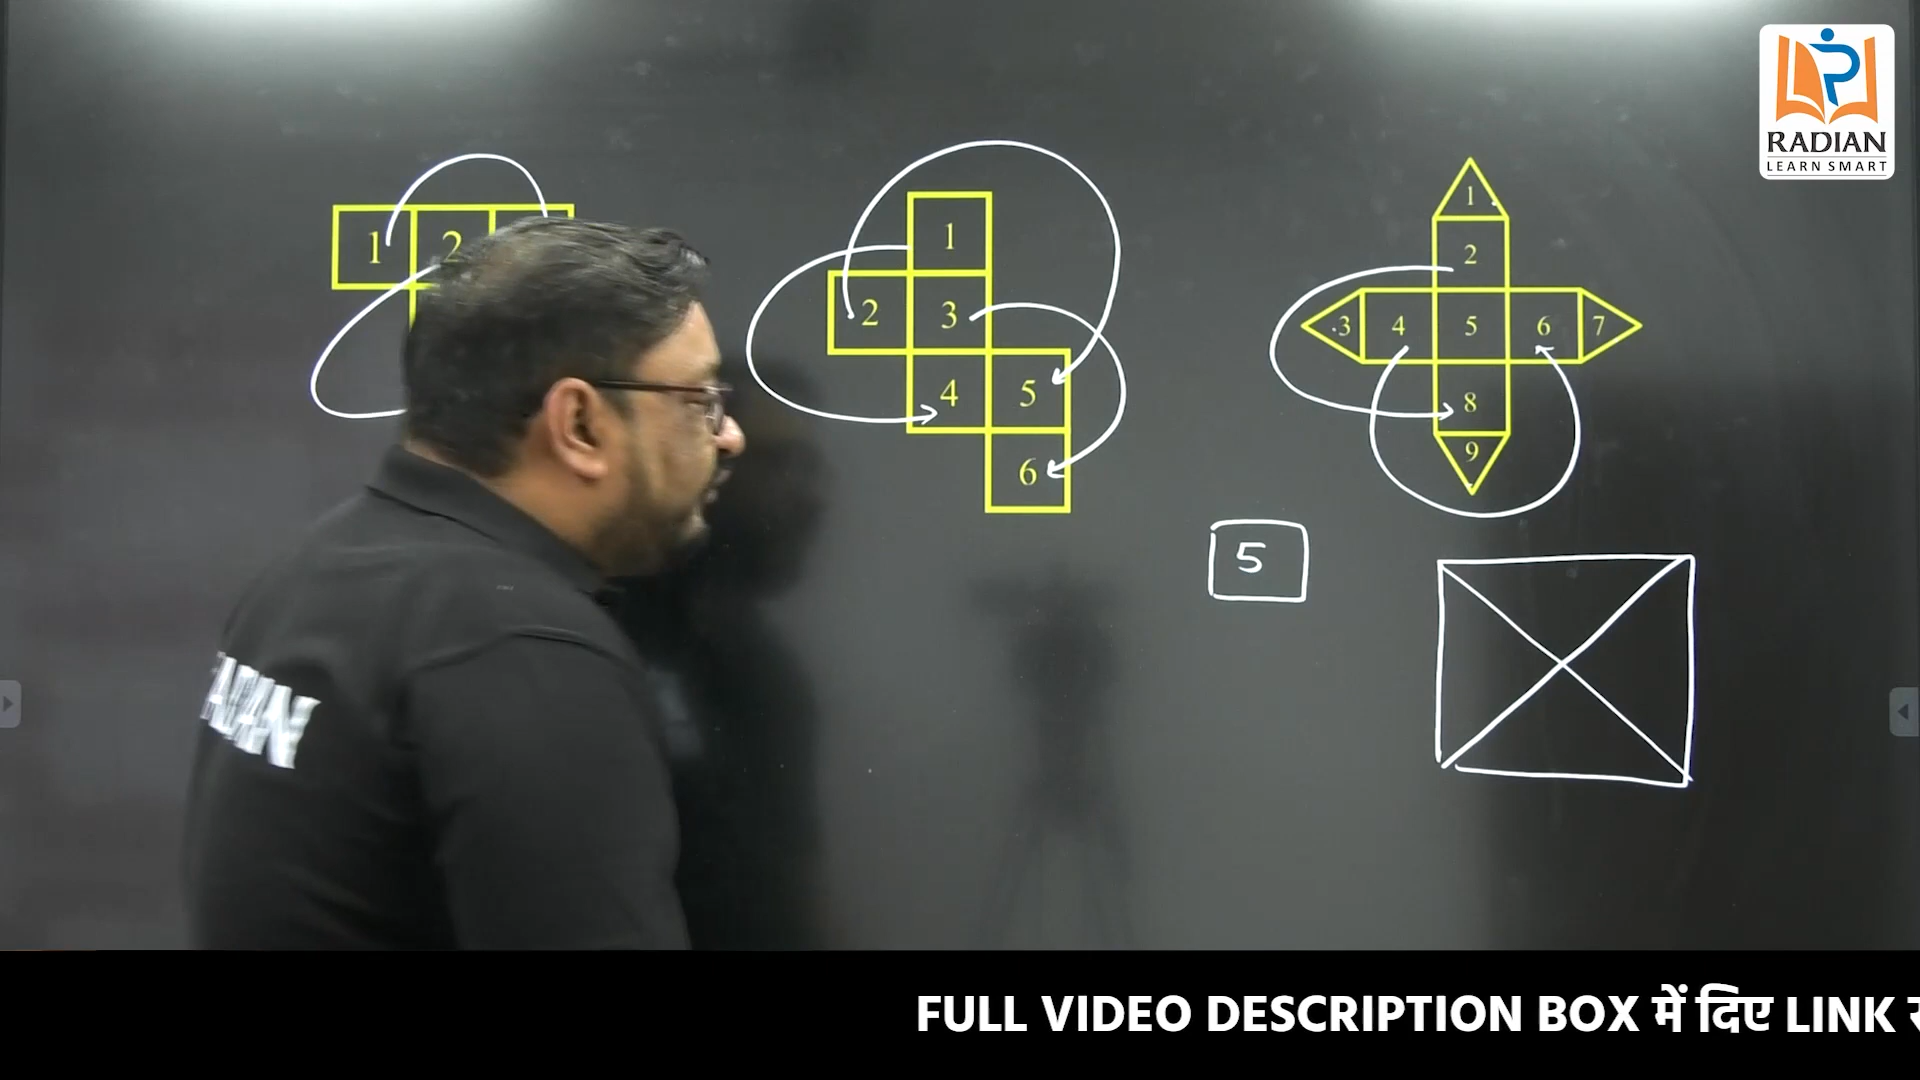 RADIAN
LEARN SMART
1 2
1
2 3
4 5
6
1
2
3 4 5 6 7
8
9
5
FULL VIDEO DESCRIPTION BOX में दिए LINK